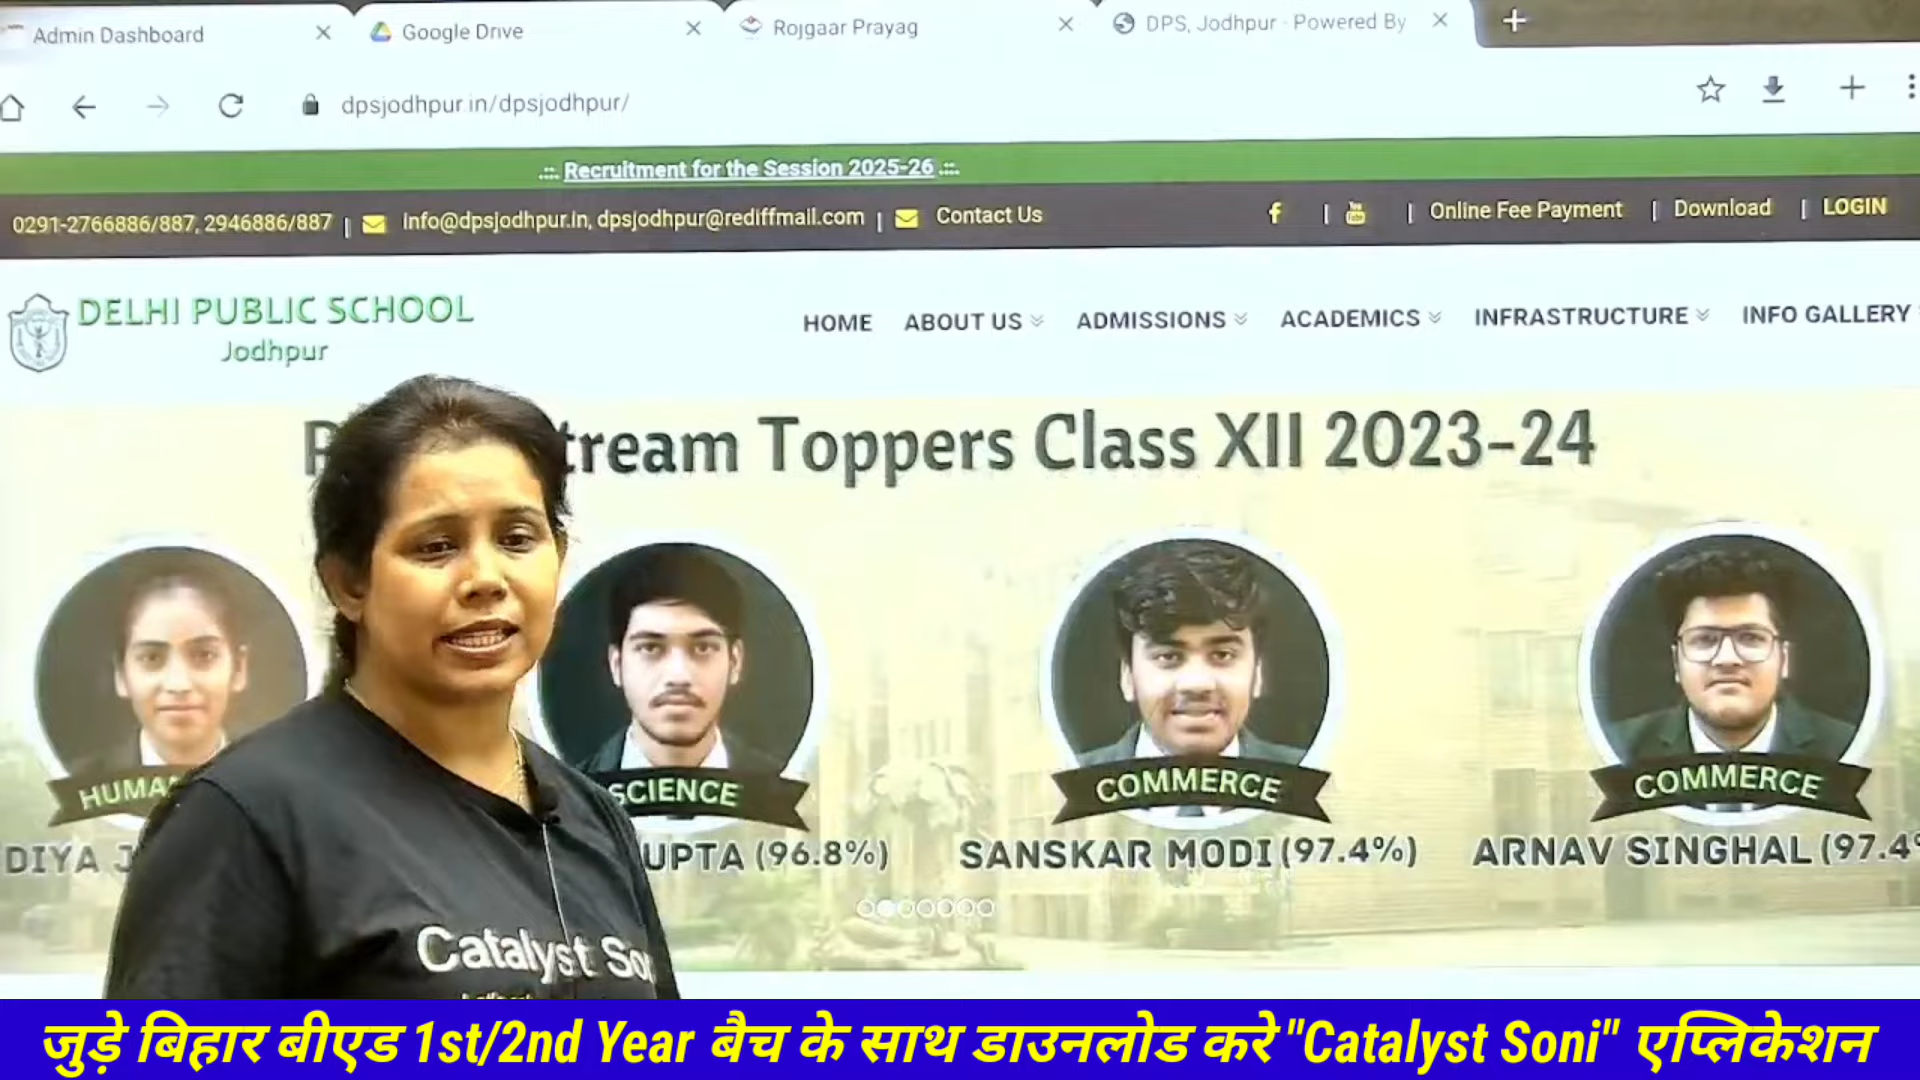 Admin Dashboard
Google Drive
Rojgaar Prayag
DPS, Jodhpur - Powered By
dpsjodhpur.in/dpsjodhpur/
.::. Recruitment for the Session 2025-26 .::.
0291-2766886/887, 2946886/887 | info@dpsjodhpur.in, dpsjodhpur@rediffmail.com | Contact Us
f | You Tube | Online Fee Payment | Download | LOGIN
DELHI PUBLIC SCHOOL
Jodhpur
HOME ABOUT US ADMISSIONS ACADEMICS INFRASTRUCTURE INFO GALLERY
tream Toppers Class XII 2023-24
HUMA SCIENCE COMMERCE COMMERCE
DIYA J UPTA (96.8%) SANSKAR MODI (97.4%) ARNAV SINGHAL (97.4%
Catalyst So
जुड़े बिहार बीएड 1st/2nd Year बैच के साथ डाउनलोड करे "Catalyst Soni" एप्लिकेशन